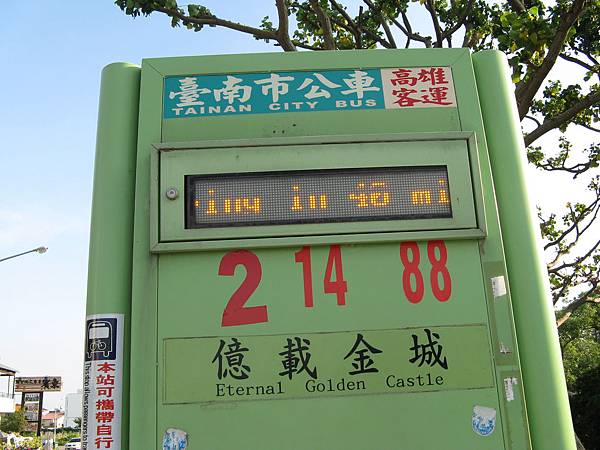 臺南市公車 高雄客運
TAINAN CITY BUS
in 40 mi
2 14 88
億載金城
Eternal Golden Castle
本站可攜帶自行